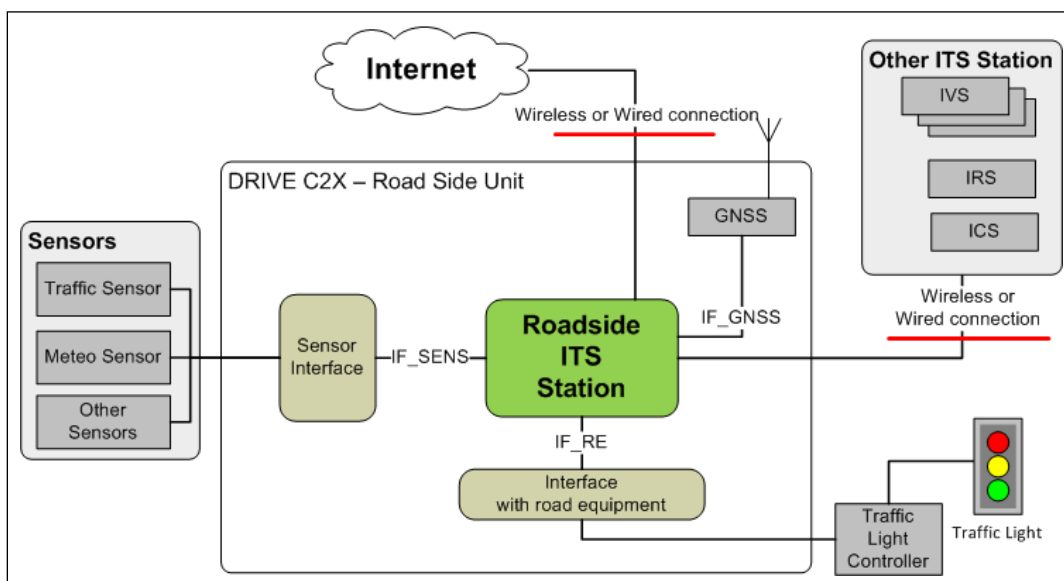 Internet
Wireless or Wired connection
Other ITS Station
IVS
IRS
ICS
DRIVE C2X – Road Side Unit
GNSS
Sensors
Traffic Sensor
Meteo Sensor
Other
Sensors
Sensor
Interface
IF_SENS
Roadside
ITS
Station
IF_GNSS
Wireless or
Wired connection
IF_RE
Interface
with road equipment
Traffic
Light
Controller
Traffic Light